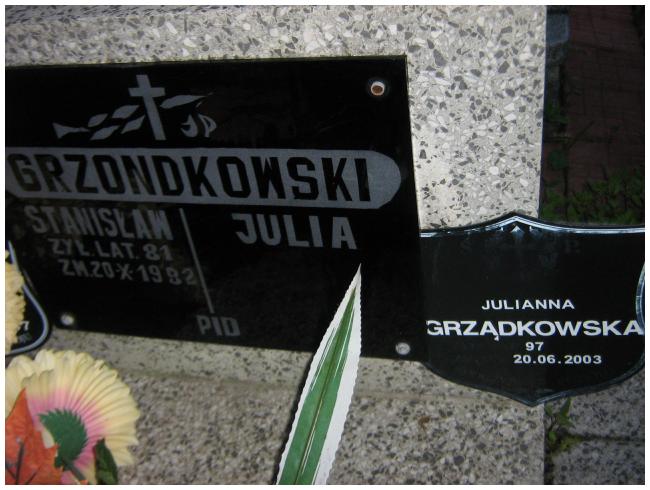 GRZONDKOWSKI
STANISŁAW
ŻYŁ. LAT. 81
ZM. 20-X-1982
JULIA
PID
JULIANNA
GRZĄDKOWSKA
97
20.06.2003